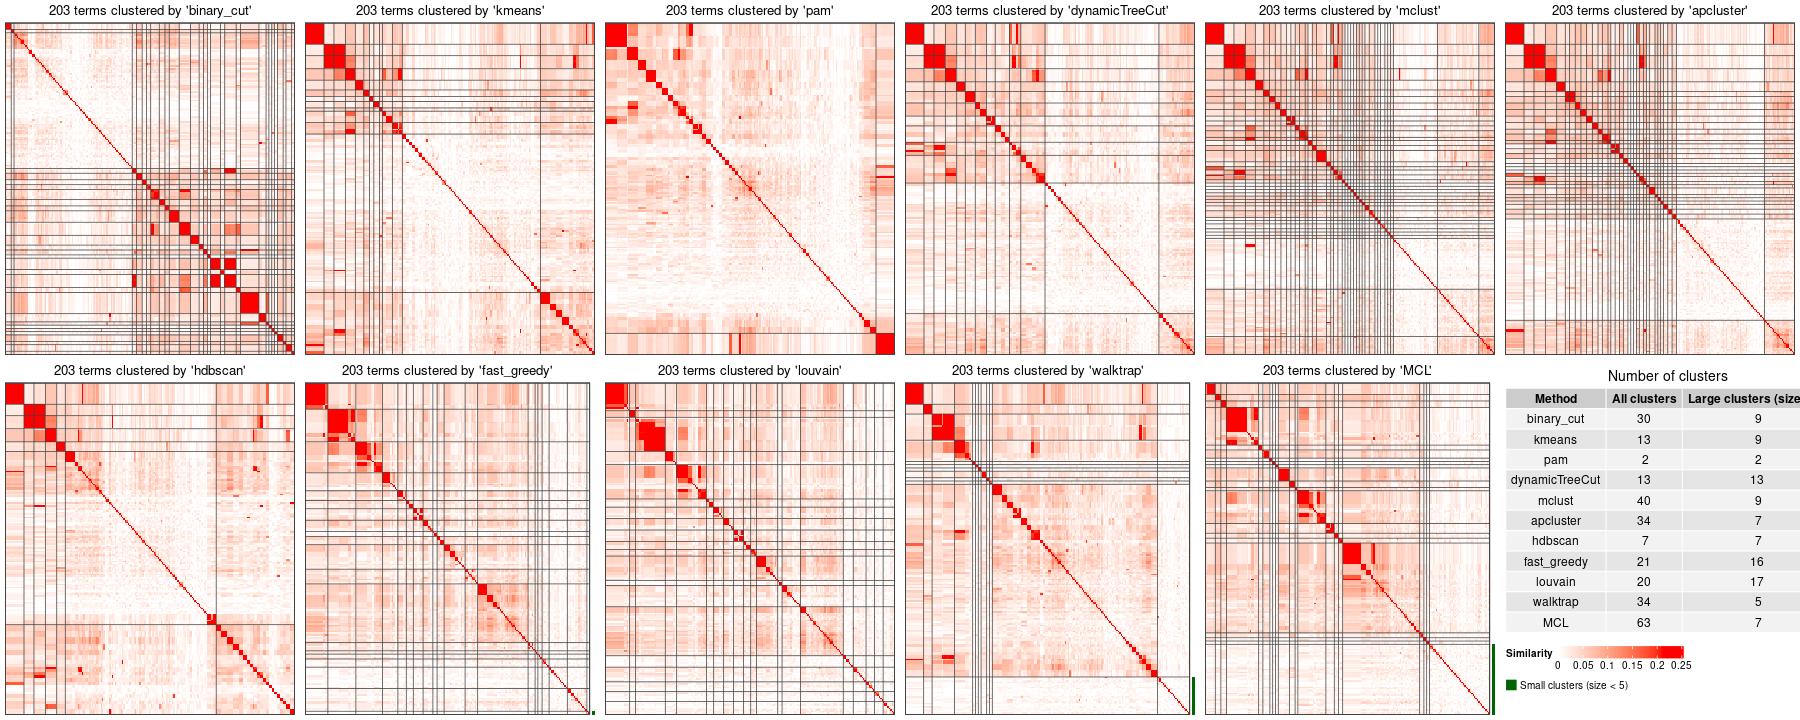 203 terms clustered by 'binary_cut'
203 terms clustered by 'kmeans'
203 terms clustered by 'pam'
203 terms clustered by 'dynamicTreeCut'
203 terms clustered by 'mclust'
203 terms clustered by 'apcluster'
203 terms clustered by 'hdbscan'
203 terms clustered by 'fast_greedy'
203 terms clustered by 'louvain'
203 terms clustered by 'walktrap'
203 terms clustered by 'MCL'
Number of clusters
Method All clusters Large clusters (size
binary_cut 30 9
kmeans 13 9
pam 2 2
dynamicTreeCut 13 13
mclust 40 9
apcluster 34 7
hdbscan 7 7
fast_greedy 21 16
louvain 20 17
walktrap 34 5
MCL 63 7
Similarity
0 0.05 0.1 0.15 0.2 0.25
Small clusters (size < 5)